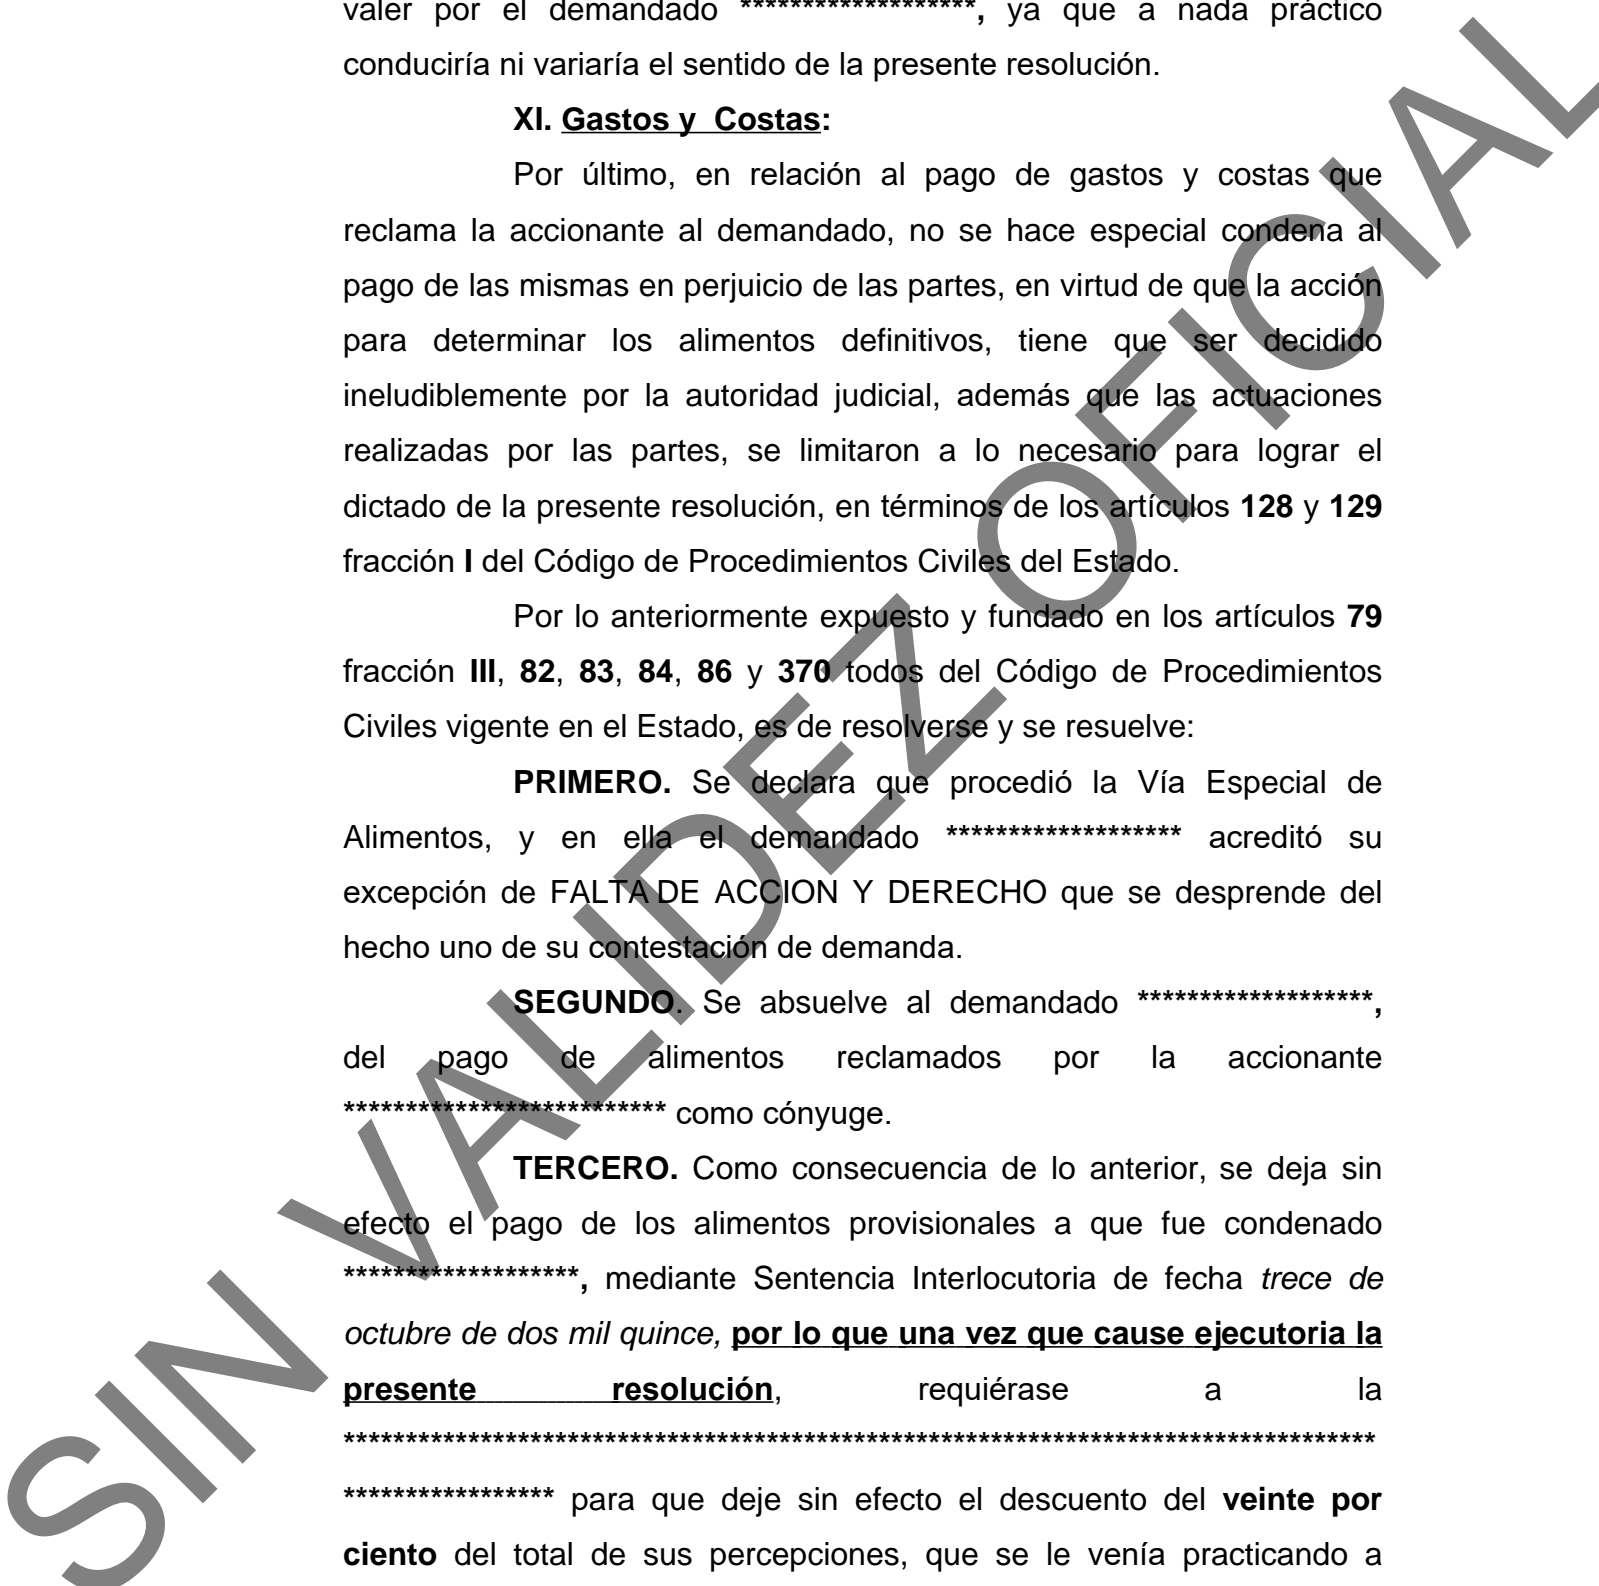 valer por el demandado *******************, ya que a nada práctico
conduciría ni variaría el sentido de la presente resolución.
XI. Gastos y Costas:
Por último, en relación al pago de gastos y costas que
reclama la accionante al demandado, no se hace especial condena al
pago de las mismas en perjuicio de las partes, en virtud de que la acción
para determinar los alimentos definitivos, tiene que ser decidido
ineludiblemente por la autoridad judicial, además que las actuaciones
realizadas por las partes, se limitaron a lo necesario para lograr el
dictado de la presente resolución, en términos de los artículos 128 y 129
fracción I del Código de Procedimientos Civiles del Estado.
Por lo anteriormente expuesto y fundado en los artículos 79
fracción III, 82, 83, 84, 86 y 370 todos del Código de Procedimientos
Civiles vigente en el Estado, es de resolverse y se resuelve:
PRIMERO. Se declara que procedió la Vía Especial de
Alimentos, y en ella el demandado ******************* acreditó su
excepción de FALTA DE ACCION Y DERECHO que se desprende del
hecho uno de su contestación de demanda.
SEGUNDO. Se absuelve al demandado *******************,
del pago de alimentos reclamados por la accionante
************************** como cónyuge.
TERCERO. Como consecuencia de lo anterior, se deja sin
efecto el pago de los alimentos provisionales a que fue condenado
*******************, mediante Sentencia Interlocutoria de fecha trece de
octubre de dos mil quince, por lo que una vez que cause ejecutoria la
presente resolución, requiérase a la
***********************************************************************************
***************** para que deje sin efecto el descuento del veinte por
ciento del total de sus percepciones, que se le venía practicando a
SIN VALIDEZ OFICIAL